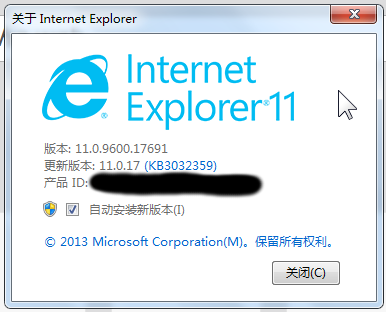 关于 Internet Explorer
Internet
Explorer 11
版本: 11.0.9600.17691
更新版本: 11.0.17 (KB3032359)
产品 ID:
自动安装新版本(I)
© 2013 Microsoft Corporation(M)。保留所有权利。
关闭(C)